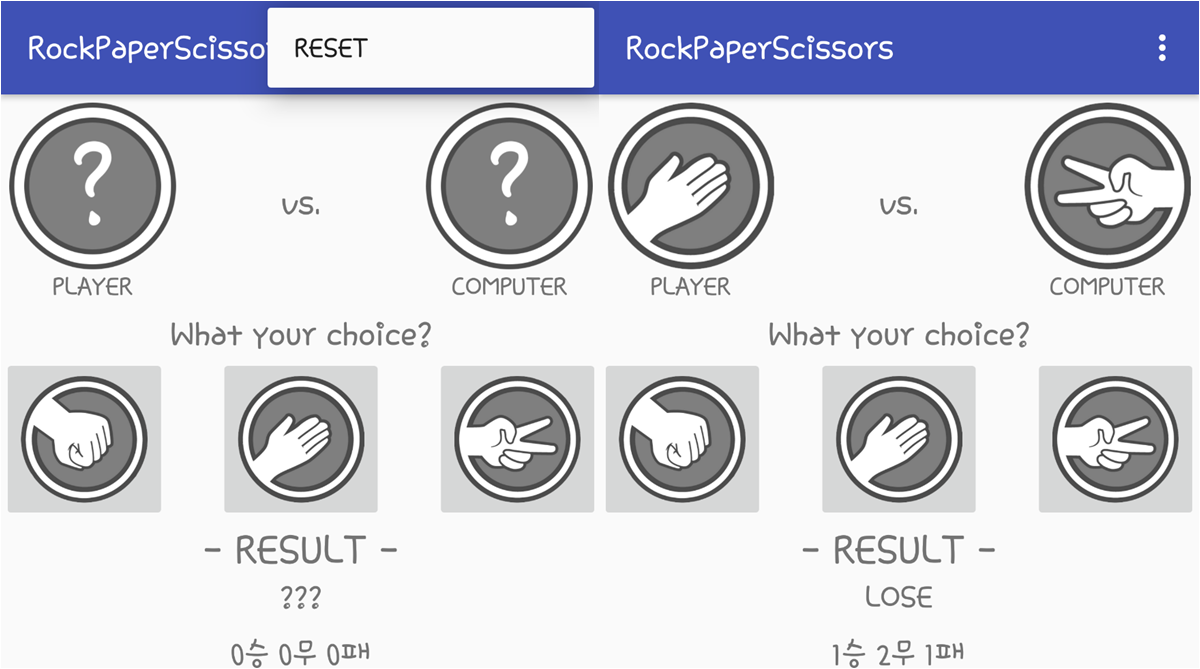 RockPaperScissor
RESET
?
?
vs.
PLAYER
COMPUTER
What your choice?
- RESULT -
???
0승 0무 0패
RockPaperScissors
vs.
PLAYER
COMPUTER
What your choice?
- RESULT -
LOSE
1승 2무 1패